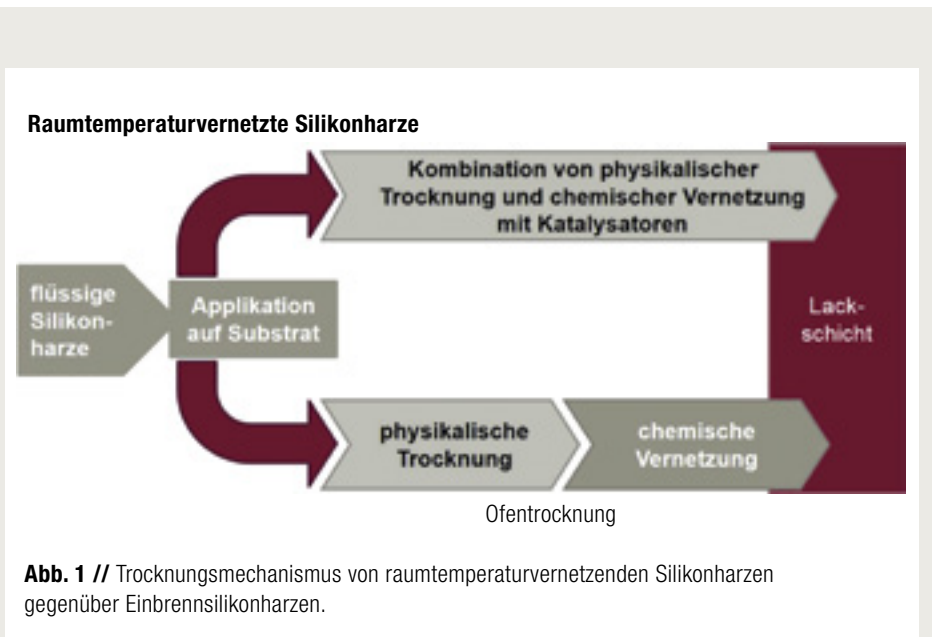 Raumtemperaturvernetzte Silikonharze
Kombination von physikalischer
Trocknung und chemischer Vernetzung
mit Katalysatoren
flüssige
Silikon-
harze
Applikation
auf Substrat
Lack-
schicht
physikalische
Trocknung
chemische
Vernetzung
Ofentrocknung
Abb. 1 // Trocknungsmechanismus von raumtemperaturvernetzenden Silikonharzen
gegenüber Einbrennsilikonharzen.